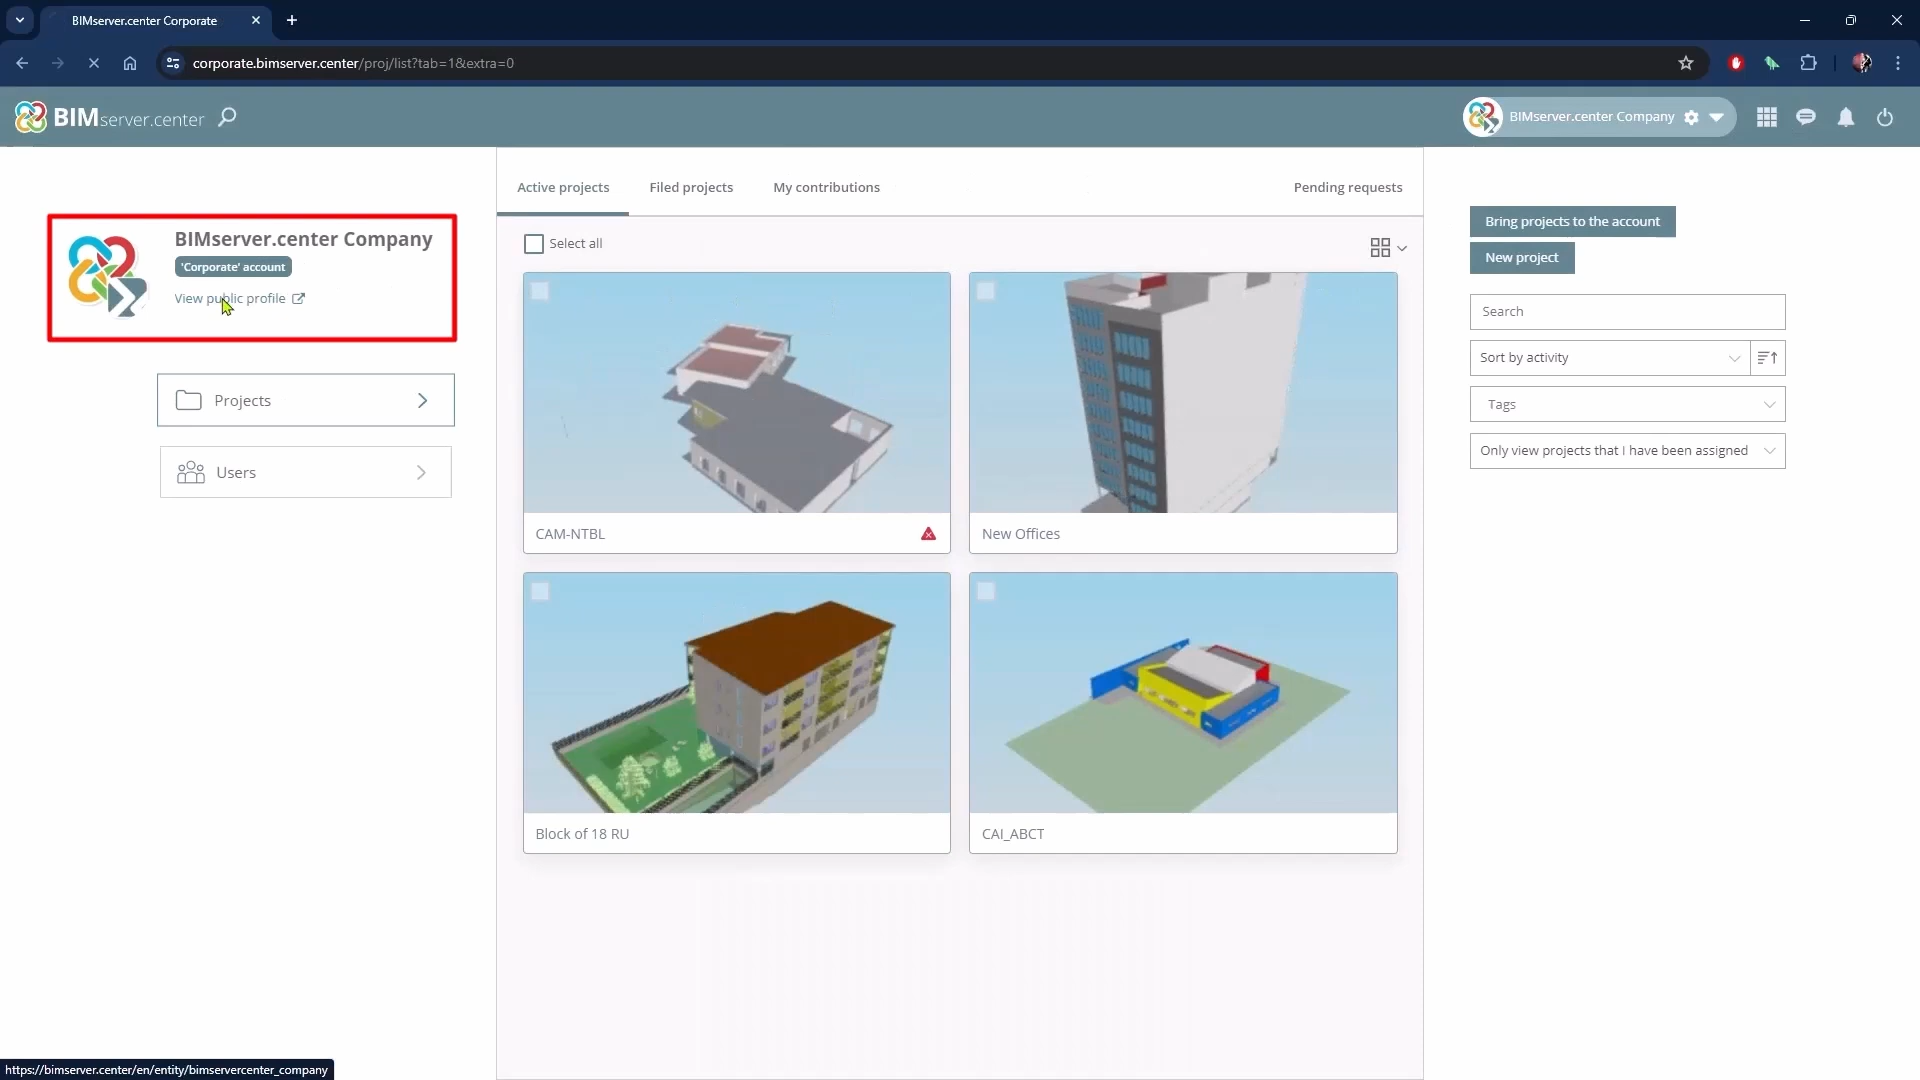 BIMserver.center Corporate
corporate.bimserver.center/proj/list?tab=1&extra=0
BIMserver.center
BIMserver.center Company
BIMserver.center Company
'Corporate' account
View public profile
Projects
Users
Active projects
Filed projects
My contributions
Pending requests
Select all
CAM-NTBL
New Offices
Block of 18 RU
CAI_ABCT
Bring projects to the account
New project
Search
Sort by activity
Tags
Only view projects that I have been assigned
https://bimserver.center/en/entity/bimservercenter_company